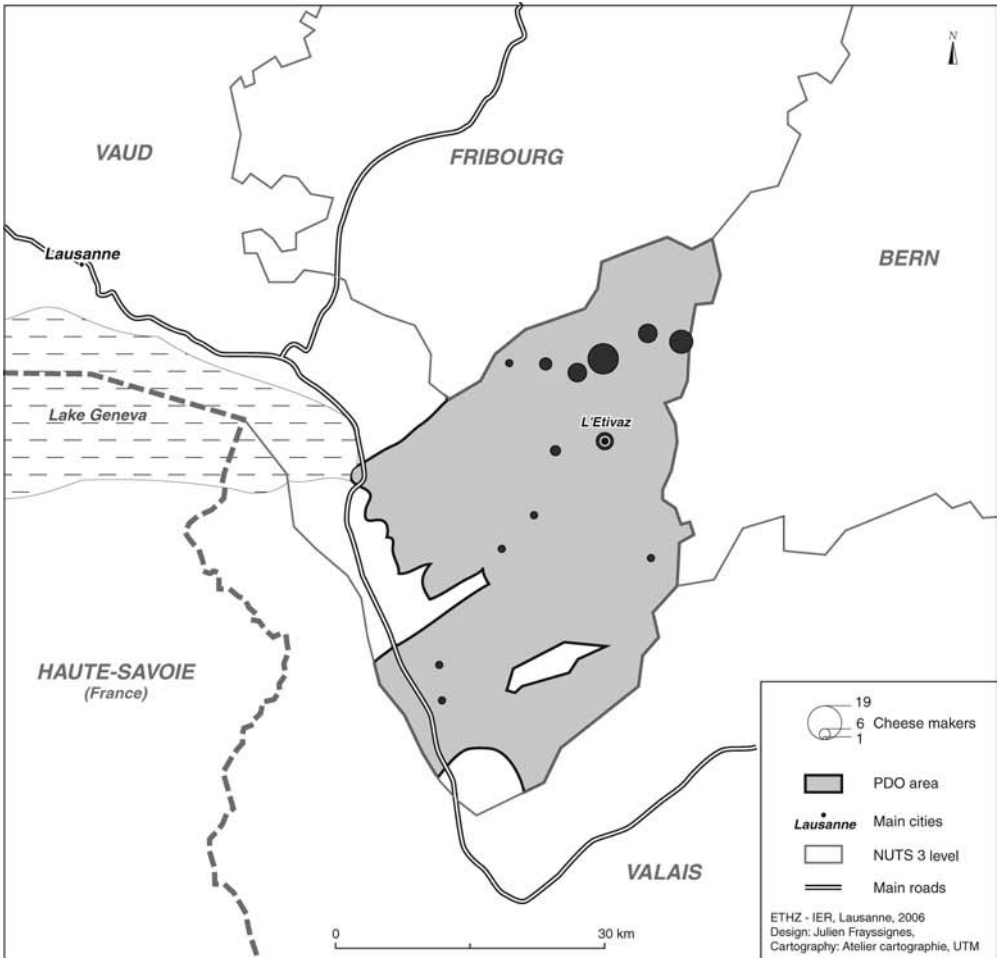 N
VAUD
FRIBOURG
Lausanne
BERN
Lake Geneva
L'Etivaz
HAUTE-SAVOIE
(France)
VALAIS
19
6 Cheese makers
1
PDO area
Lausanne Main cities
NUTS 3 level
Main roads
ETHZ - IER, Lausanne, 2006
Design: Julien Frayssignes,
Cartography: Atelier cartographie, UTM
0 30 km